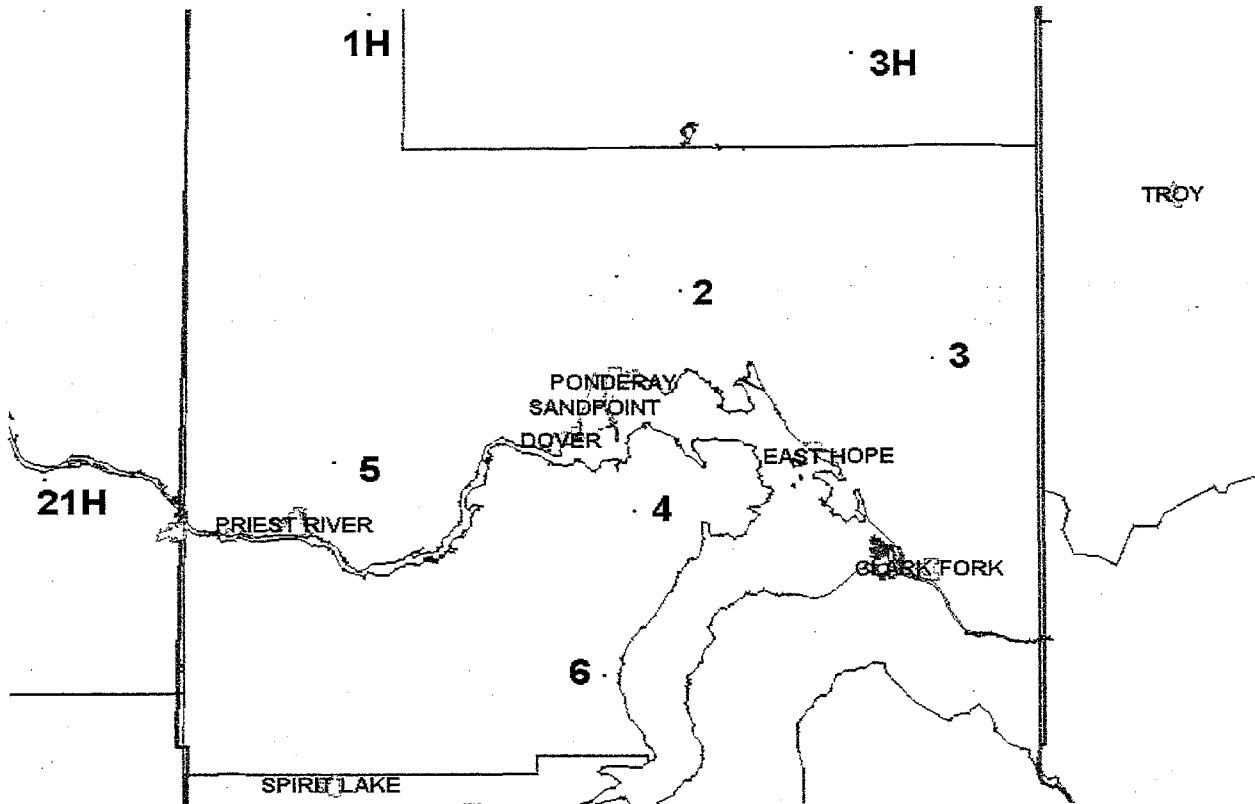 1H
3H
TROY
2
3
PONDERAY
SANDPOINT
DOVER
EAST HOPE
5
21H
4
PRIEST RIVER
CLARK FORK
6
SPIRIT LAKE